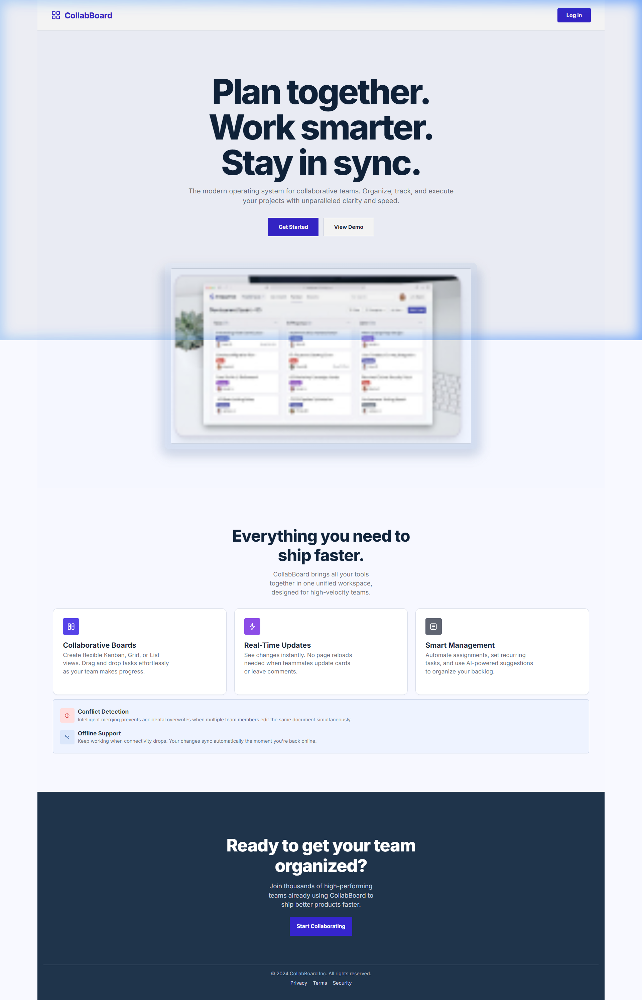 CollabBoard
Log in
Plan together.
Work smarter.
Stay in sync.
The modern operating system for collaborative teams. Organize, track, and execute
your projects with unparalleled clarity and speed.
Get Started
View Demo
Everything you need to
ship faster.
CollabBoard brings all your tools
together in one unified workspace,
designed for high-velocity teams.
Collaborative Boards
Create flexible Kanban, Grid, or List
views. Drag and drop tasks effortlessly
as your team makes progress.
Real-Time Updates
See changes instantly. No page reloads
needed when teammates update cards
or leave comments.
Smart Management
Automate assignments, set recurring
tasks, and use AI-powered suggestions
to organize your backlog.
Conflict Detection
Intelligent merging prevents accidental overwrites when multiple team members edit the same document simultaneously.
Offline Support
Keep working when connectivity drops. Your changes sync automatically the moment you're back online.
Ready to get your team
organized?
Join thousands of high-performing
teams already using CollabBoard to
ship better products faster.
Start Collaborating
© 2024 CollabBoard Inc. All rights reserved.
Privacy Terms Security